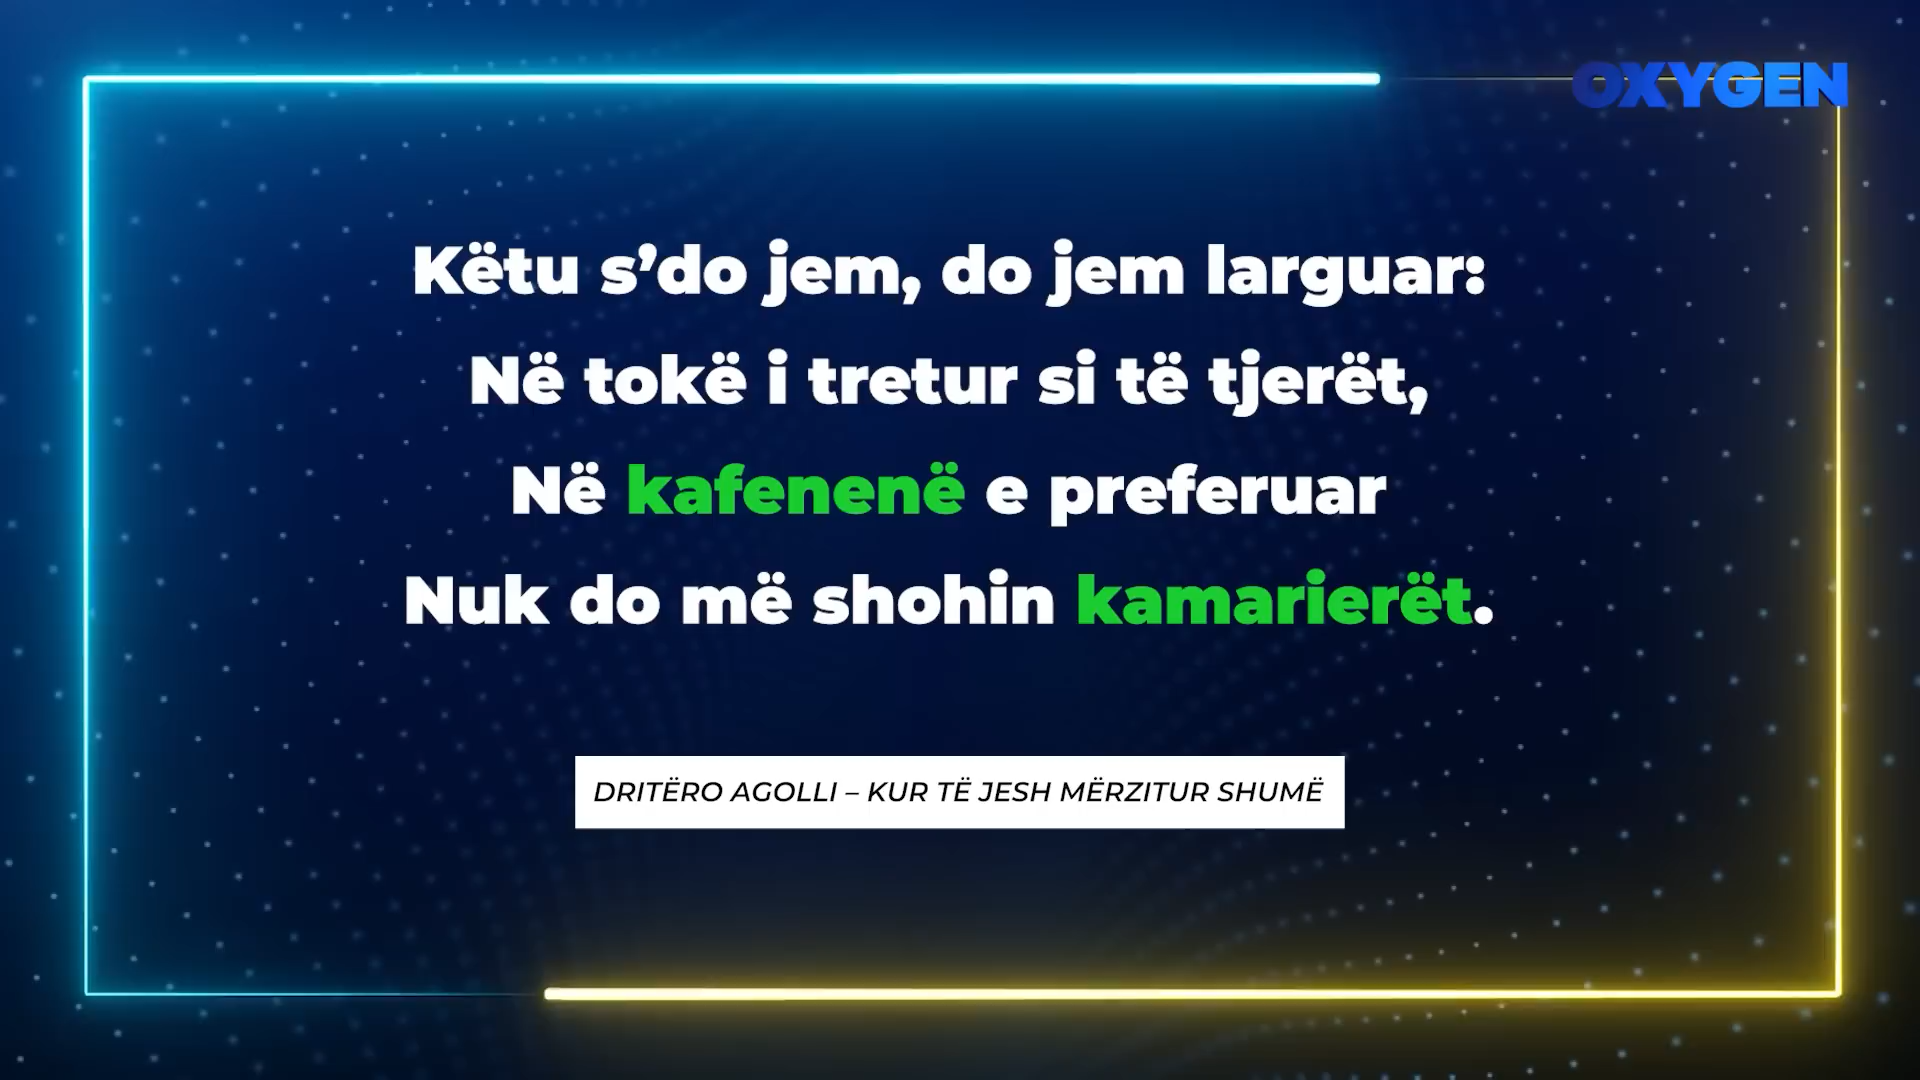 OXYGEN
Këtu s’do jem, do jem larguar:
Në tokë i tretur si të tjerët,
Në kafenenë e preferuar
Nuk do më shohin kamarierët.
DRITËRO AGOLLI – KUR TË JESH MËRZITUR SHUMË